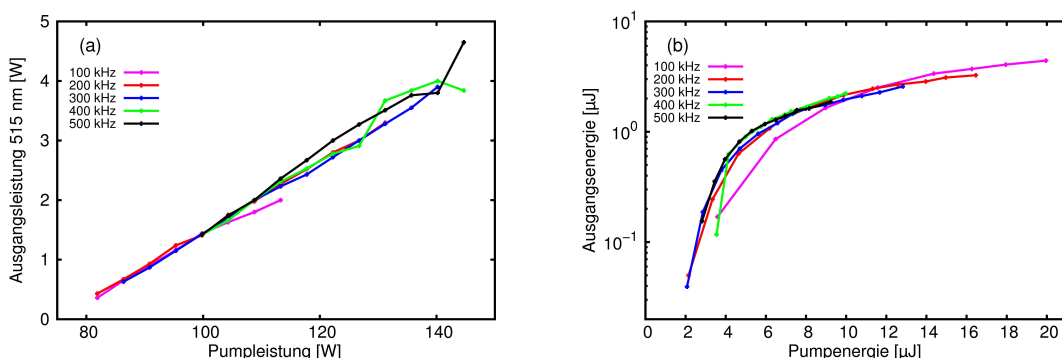 (a)
100 kHz
200 kHz
300 kHz
400 kHz
500 kHz
Ausgangsleistung 515 nm [W]
5
4
3
2
1
0
80
100
120
140
Pumpleistung [W]
(b)
100 kHz
200 kHz
300 kHz
400 kHz
500 kHz
Ausgangsenergie [µJ]
10¹
10⁰
10⁻¹
0
2
4
6
8
10
12
14
16
18
20
Pumpenergie [µJ]